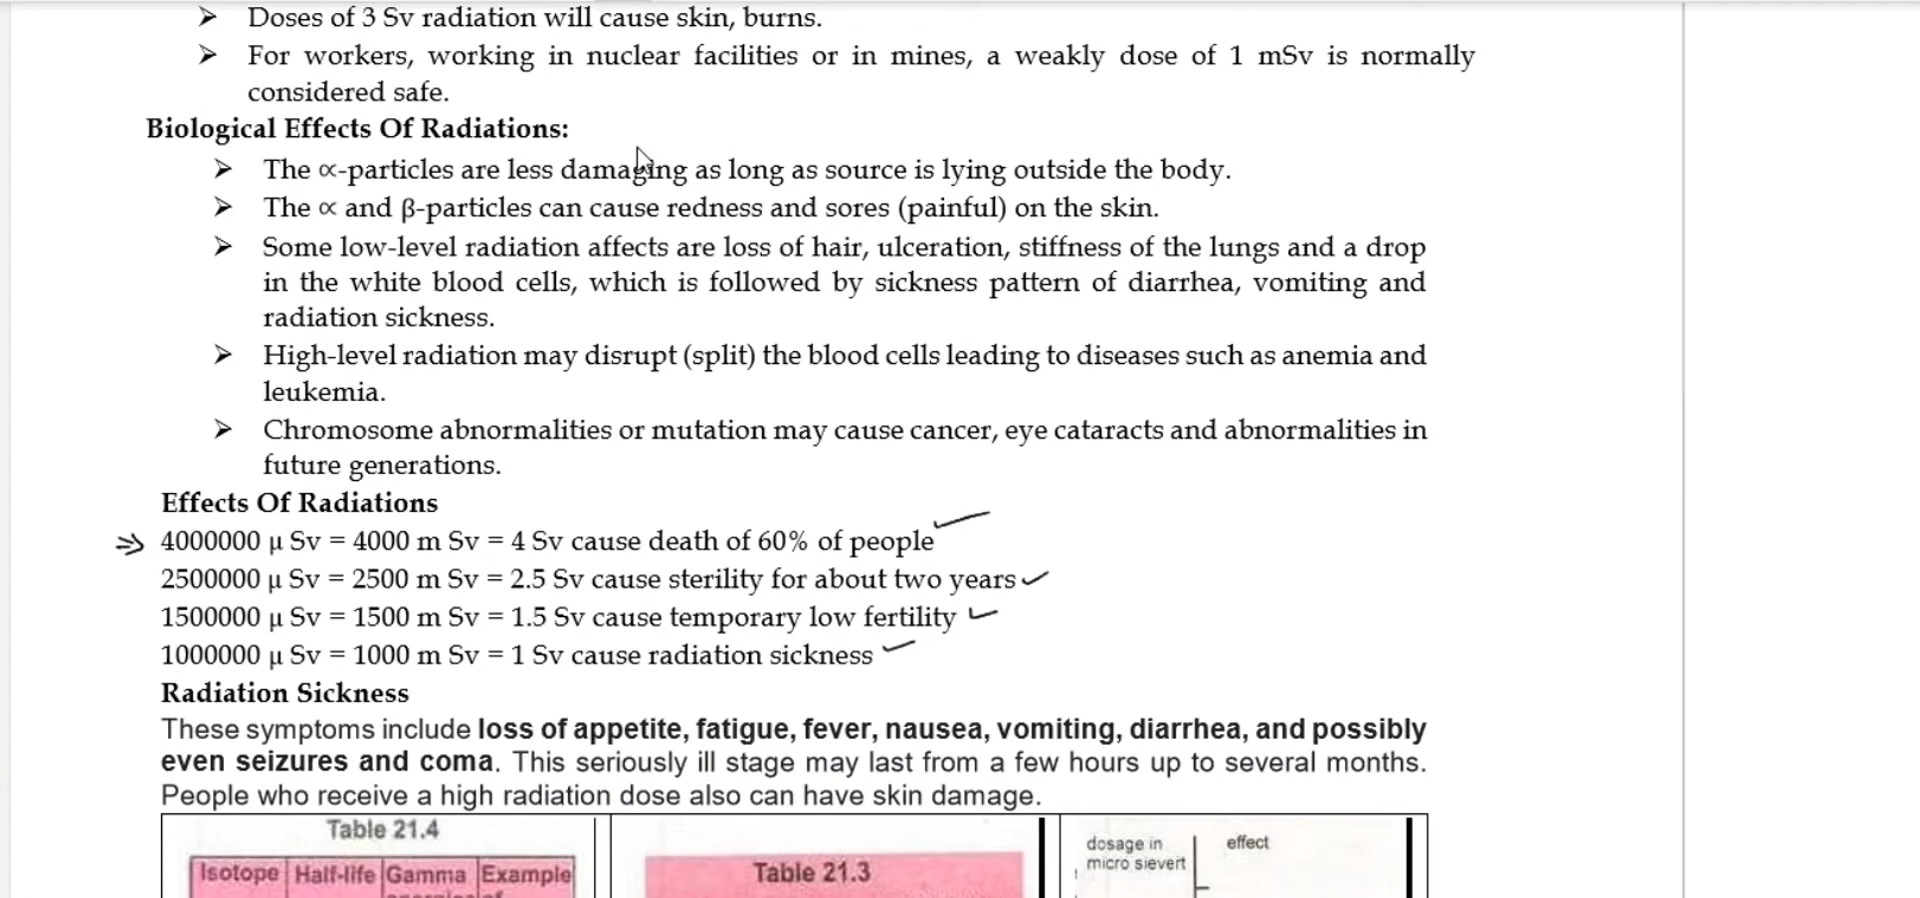 ➢ Doses of 3 Sv radiation will cause skin, burns.
➢ For workers, working in nuclear facilities or in mines, a weakly dose of 1 mSv is normally
considered safe.
Biological Effects Of Radiations:
➢ The ∝-particles are less damaging as long as source is lying outside the body.
➢ The ∝ and β-particles can cause redness and sores (painful) on the skin.
➢ Some low-level radiation affects are loss of hair, ulceration, stiffness of the lungs and a drop
in the white blood cells, which is followed by sickness pattern of diarrhea, vomiting and
radiation sickness.
➢ High-level radiation may disrupt (split) the blood cells leading to diseases such as anemia and
leukemia.
➢ Chromosome abnormalities or mutation may cause cancer, eye cataracts and abnormalities in
future generations.
Effects Of Radiations
4000000 µ Sv = 4000 m Sv = 4 Sv cause death of 60% of people
2500000 µ Sv = 2500 m Sv = 2.5 Sv cause sterility for about two years
1500000 µ Sv = 1500 m Sv = 1.5 Sv cause temporary low fertility
1000000 µ Sv = 1000 m Sv = 1 Sv cause radiation sickness
Radiation Sickness
These symptoms include loss of appetite, fatigue, fever, nausea, vomiting, diarrhea, and possibly
even seizures and coma. This seriously ill stage may last from a few hours up to several months.
People who receive a high radiation dose also can have skin damage.
Table 21.4
Isotope Half-life Gamma Example
Table 21.3
dosage in effect
micro sievert